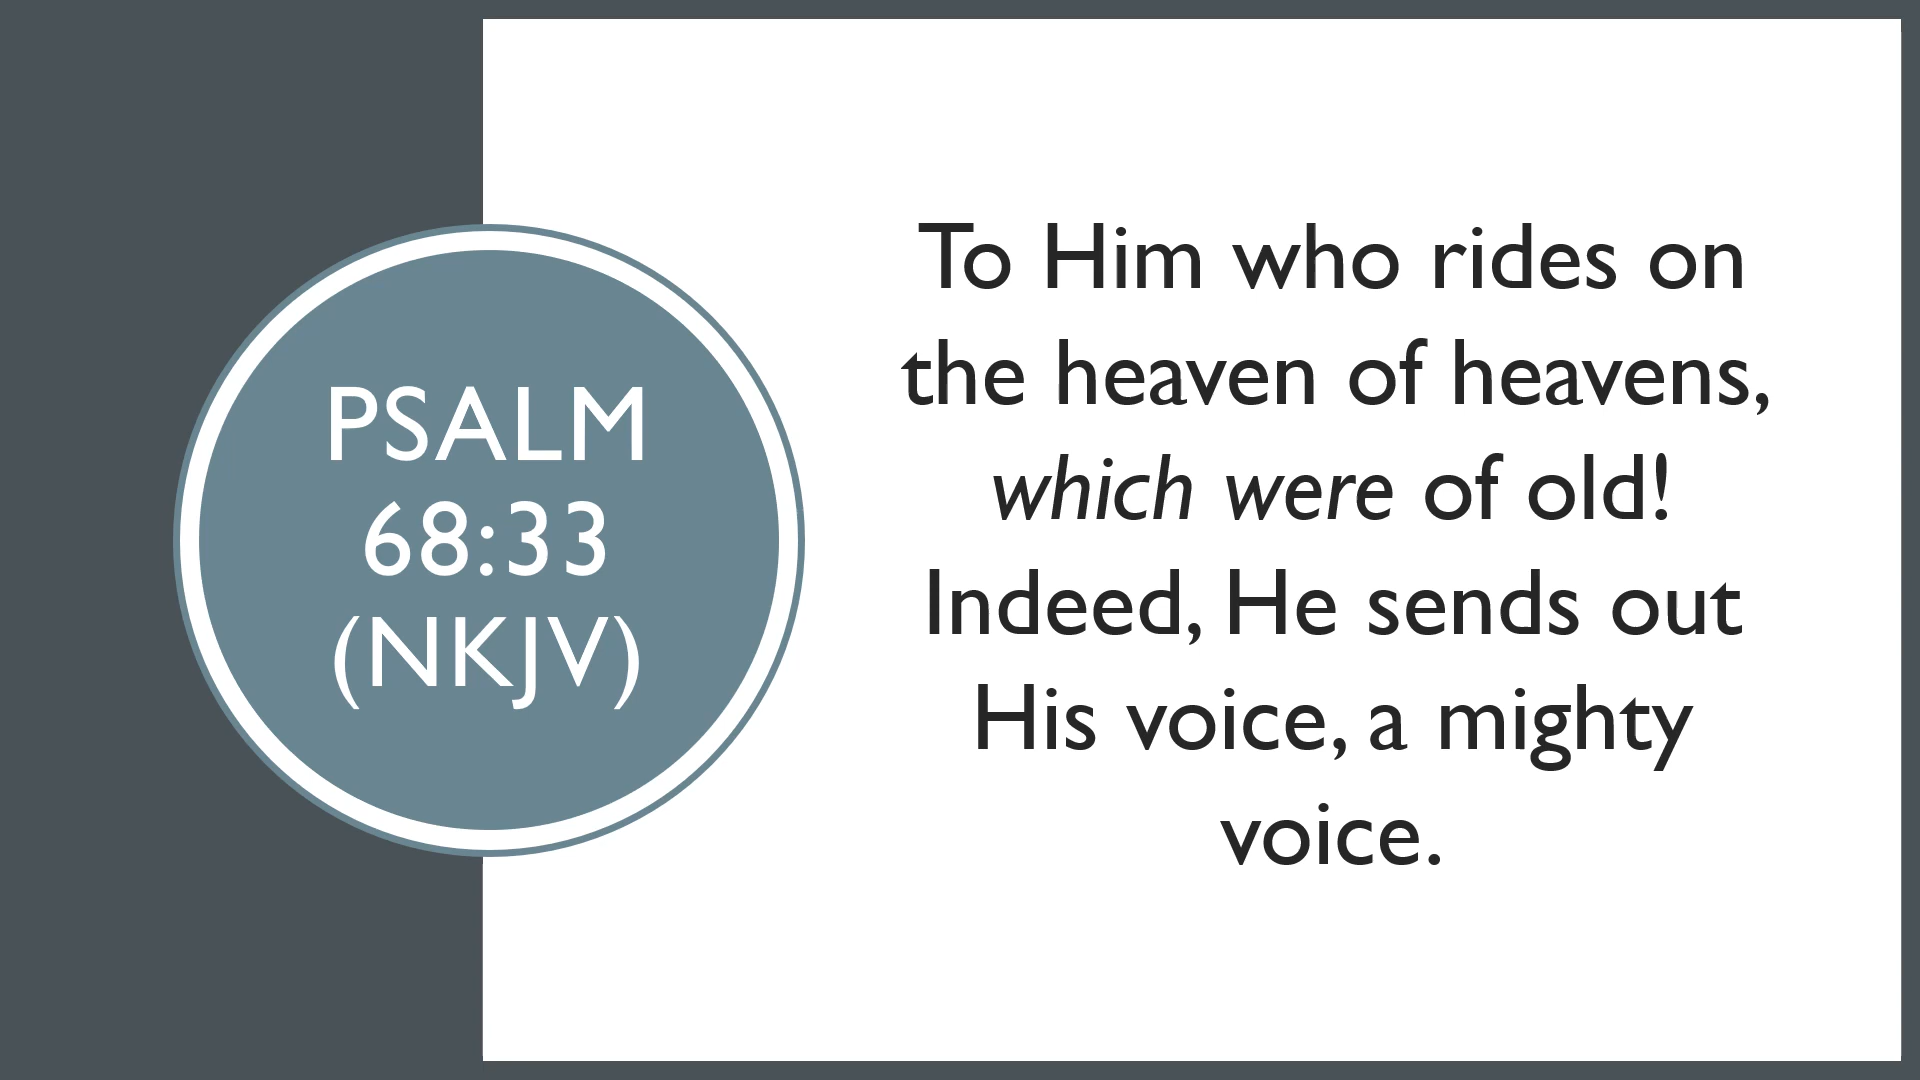 PSALM
68:33
(NKJV)
To Him who rides on
the heaven of heavens,
which were of old!
Indeed, He sends out
His voice, a mighty
voice.